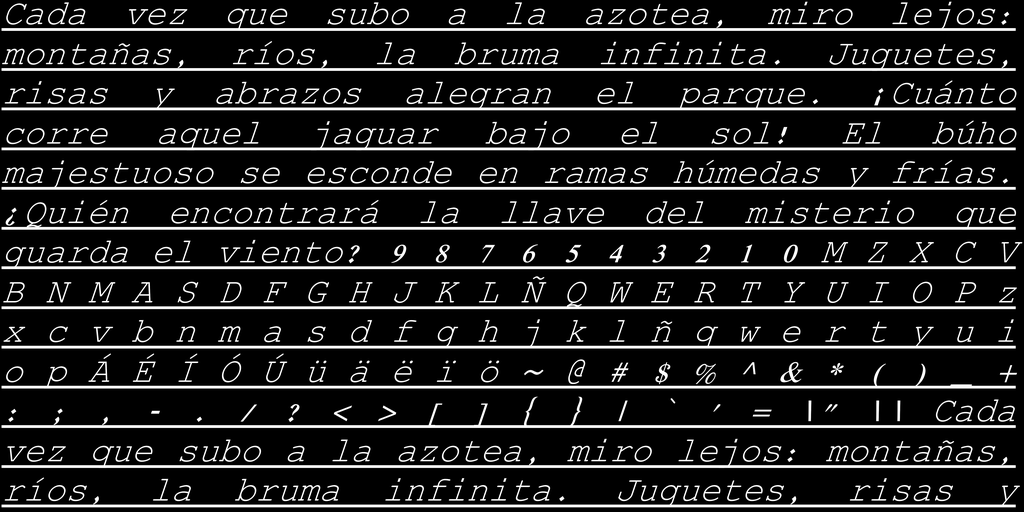 Cada vez que subo a la azotea, miro lejos:
montañas, ríos, la bruma infinita. Juguetes,
risas y abrazos alegran el parque. ¡Cuánto
corre aquel jaguar bajo el sol! El búho
majestuoso se esconde en ramas húmedas y frías.
¿Quién encontrará la llave del misterio que
guarda el viento? 9 8 7 6 5 4 3 2 1 0 M Z X C V
B N M A S D F G H J K L Ñ Q W E R T Y U I O P z
x c v b n m a s d f g h j k l ñ q w e r t y u i
o p Á É Í Ó Ú ü ä ë ï ö ~ @ # $ % ^ & * ( ) _ +
: ; , - . / ? < > [ ] { } | ` ' = \" \\ Cada
vez que subo a la azotea, miro lejos: montañas,
ríos, la bruma infinita. Juguetes, risas y